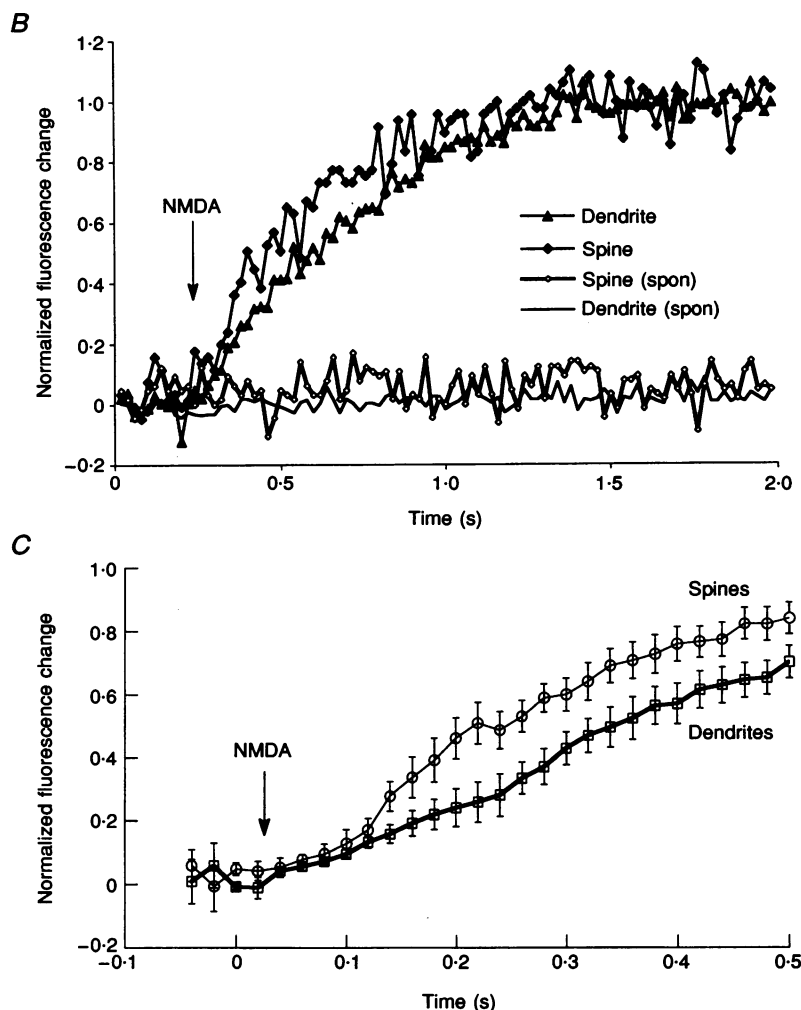 B
Normalized fluorescence change
1·2
1·0
0·8
0·6
0·4
0·2
0
−0·2
NMDA
Dendrite
Spine
Spine (spon)
Dendrite (spon)
0
0·5
1·0
1·5
2·0
Time (s)
C
Normalized fluorescence change
1·0
0·8
0·6
0·4
0·2
0
−0·2
NMDA
Spines
Dendrites
−0·1
0
0·1
0·2
0·3
0·4
0·5
Time (s)